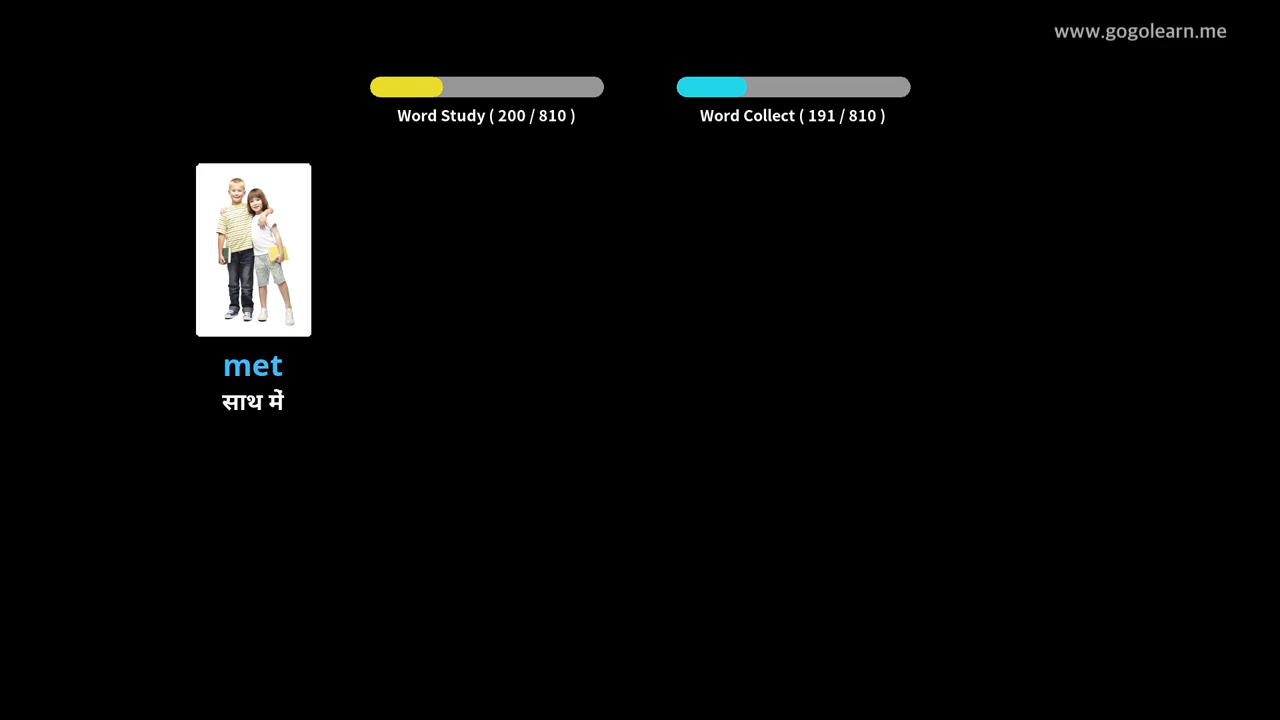 www.gogolearn.me
Word Study ( 200 / 810 )
Word Collect ( 191 / 810 )
met
साथ में